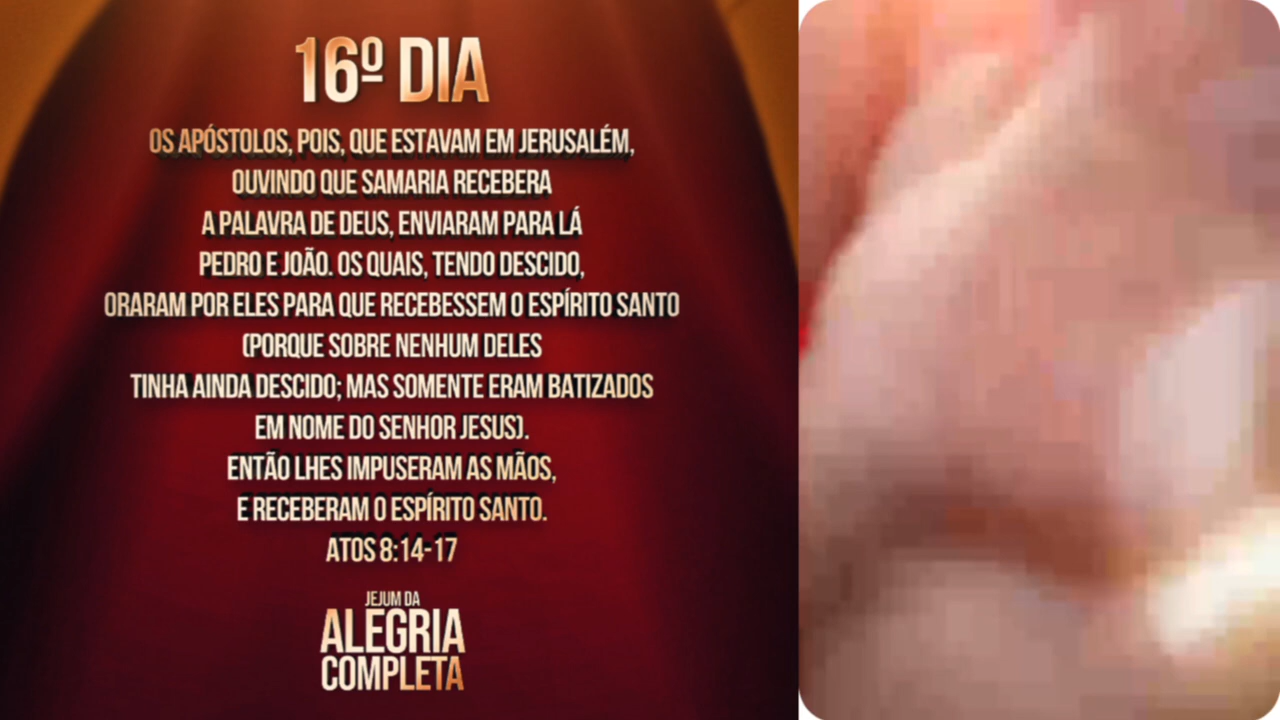 16º DIA
OS APÓSTOLOS, POIS, QUE ESTAVAM EM JERUSALÉM,
OUVINDO QUE SAMARIA RECEBERA
A PALAVRA DE DEUS, ENVIARAM PARA LÁ
PEDRO E JOÃO. OS QUAIS, TENDO DESCIDO,
ORARAM POR ELES PARA QUE RECEBESSEM O ESPÍRITO SANTO
(PORQUE SOBRE NENHUM DELES
TINHA AINDA DESCIDO; MAS SOMENTE ERAM BATIZADOS
EM NOME DO SENHOR JESUS).
ENTÃO LHES IMPUSERAM AS MÃOS,
E RECEBERAM O ESPÍRITO SANTO.
ATOS 8:14-17
JEJUM DA
ALEGRIA
COMPLETA